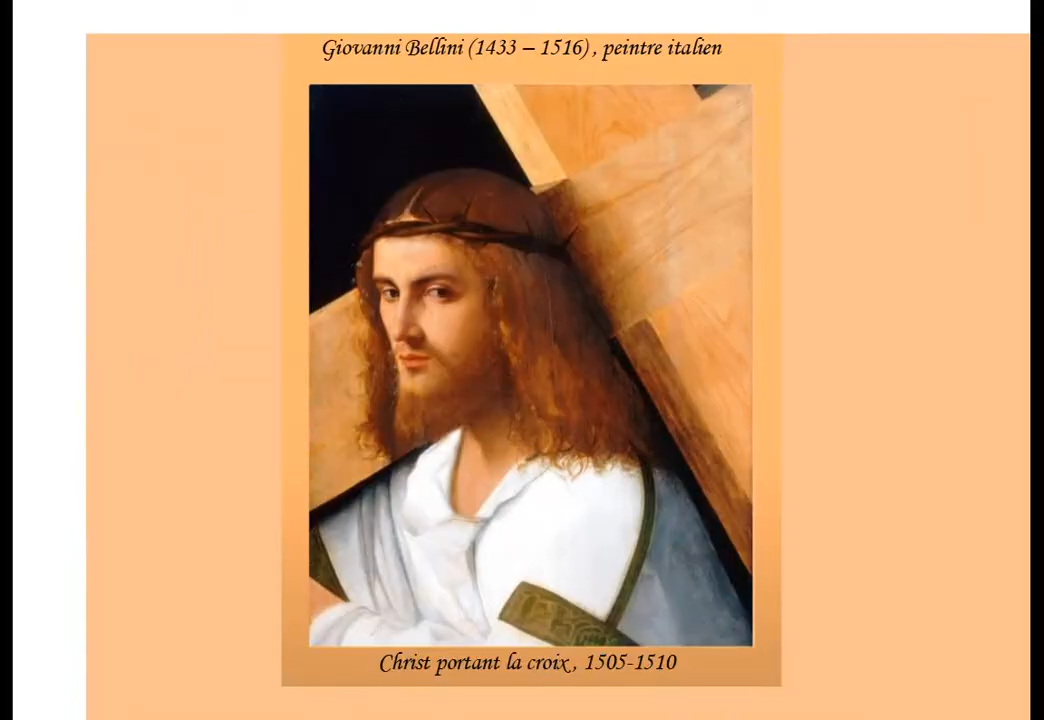 Giovanni Bellini (1433 – 1516) , peintre italien
Christ portant la croix , 1505-1510